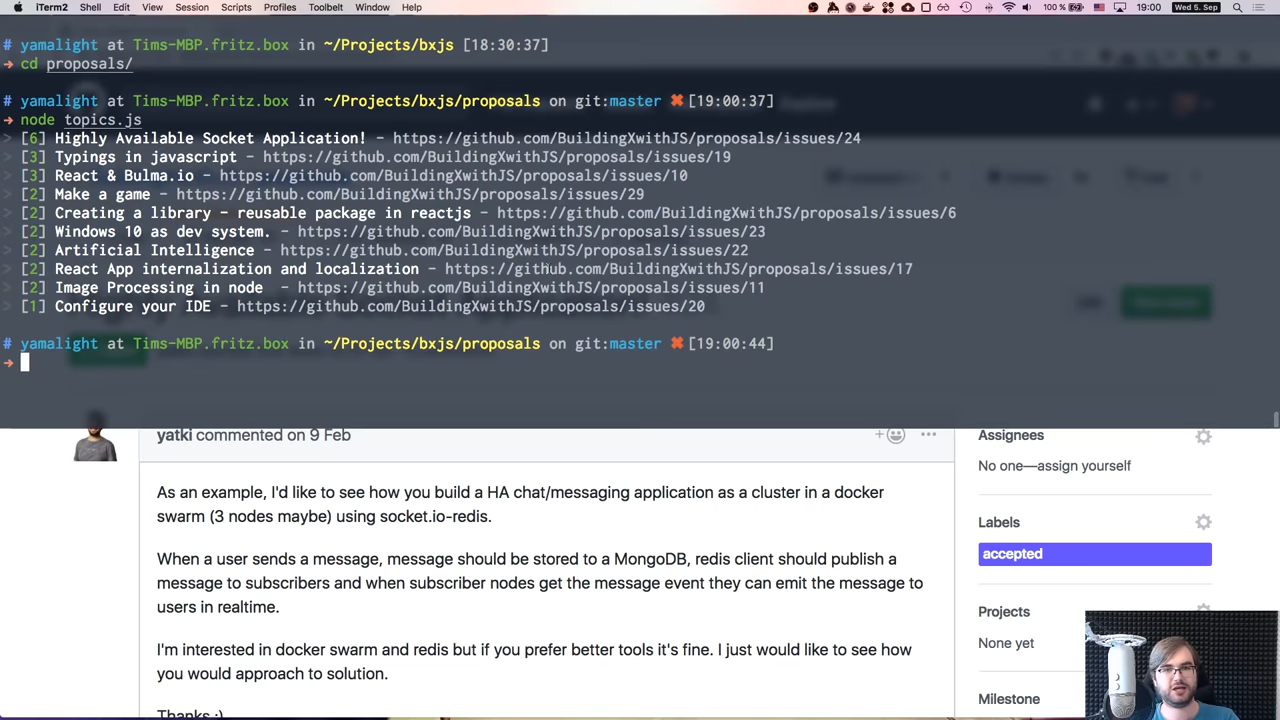 iTerm2 Shell Edit View Session Scripts Profiles Toolbelt Window Help 100 % 19:00 Wed 5. Sep
# yamalight at Tims-MBP.fritz.box in ~/Projects/bxjs [18:30:37]
➜ cd proposals/
# yamalight at Tims-MBP.fritz.box in ~/Projects/bxjs/proposals on git:master ✖ [19:00:37]
➜ node topics.js
> [6] Highly Available Socket Application! - https://github.com/BuildingXwithJS/proposals/issues/24
> [3] Typings in javascript - https://github.com/BuildingXwithJS/proposals/issues/19
> [3] React & Bulma.io - https://github.com/BuildingXwithJS/proposals/issues/10
> [2] Make a game - https://github.com/BuildingXwithJS/proposals/issues/29
> [2] Creating a library - reusable package in reactjs - https://github.com/BuildingXwithJS/proposals/issues/6
> [2] Windows 10 as dev system. - https://github.com/BuildingXwithJS/proposals/issues/23
> [2] Artificial Intelligence - https://github.com/BuildingXwithJS/proposals/issues/22
> [2] React App internalization and localization - https://github.com/BuildingXwithJS/proposals/issues/17
> [2] Image Processing in node - https://github.com/BuildingXwithJS/proposals/issues/11
> [1] Configure your IDE - https://github.com/BuildingXwithJS/proposals/issues/20
# yamalight at Tims-MBP.fritz.box in ~/Projects/bxjs/proposals on git:master ✖ [19:00:44]
➜
yatki commented on 9 Feb
As an example, I'd like to see how you build a HA chat/messaging application as a cluster in a docker
swarm (3 nodes maybe) using socket.io-redis.
When a user sends a message, message should be stored to a MongoDB, redis client should publish a
message to subscribers and when subscriber nodes get the message event they can emit the message to
users in realtime.
I'm interested in docker swarm and redis but if you prefer better tools it's fine. I just would like to see how
you would approach to solution.
Thanks :)
Assignees
No one—assign yourself
Labels
accepted
Projects
None yet
Milestone